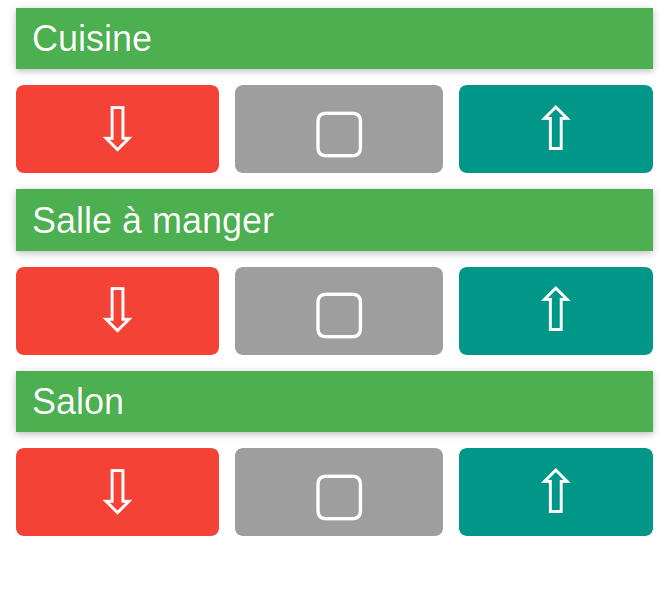 Cuisine
⇩ ▢ ⇧
Salle à manger
⇩ ▢ ⇧
Salon
⇩ ▢ ⇧